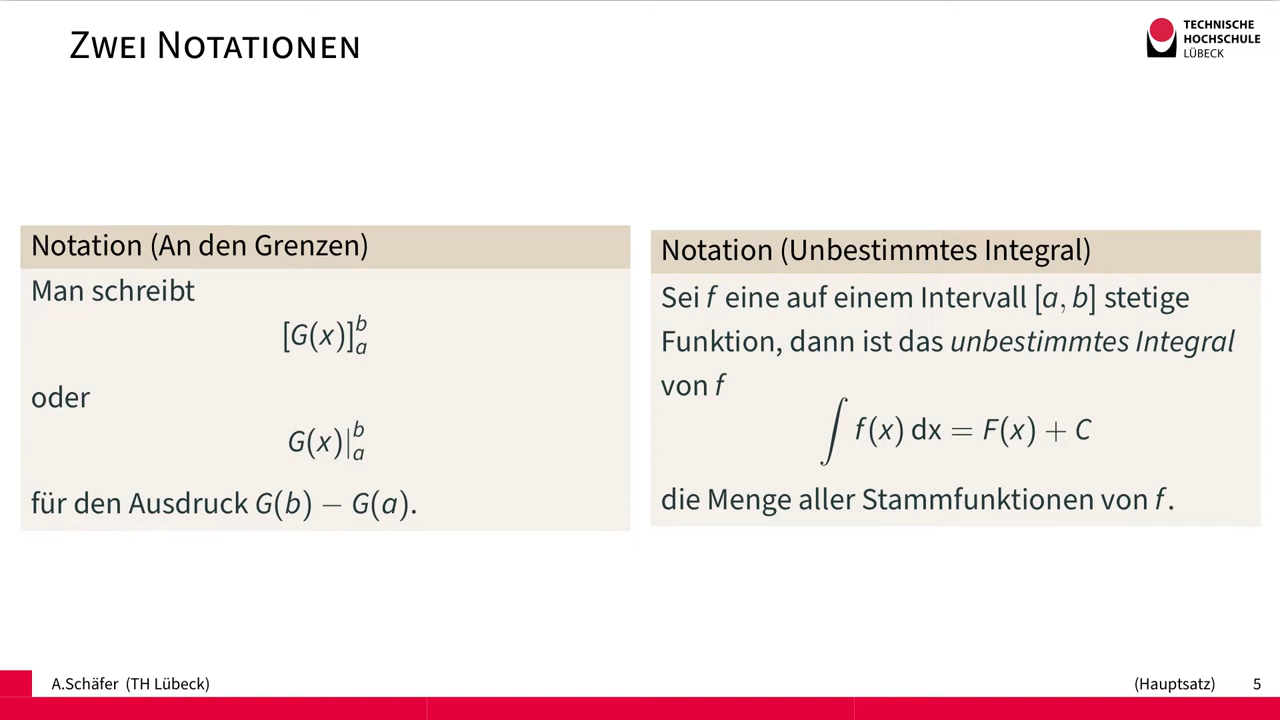 Zwei Notationen
TECHNISCHE
HOCHSCHULE
LÜBECK
Notation (An den Grenzen)
Man schreibt
[G(x)]_a^b
oder
G(x)|_a^b
für den Ausdruck G(b) − G(a).
Notation (Unbestimmtes Integral)
Sei f eine auf einem Intervall [a, b] stetige
Funktion, dann ist das unbestimmtes Integral
von f
∫ f(x) dx = F(x) + C
die Menge aller Stammfunktionen von f.
A.Schäfer (TH Lübeck)
(Hauptsatz) 5